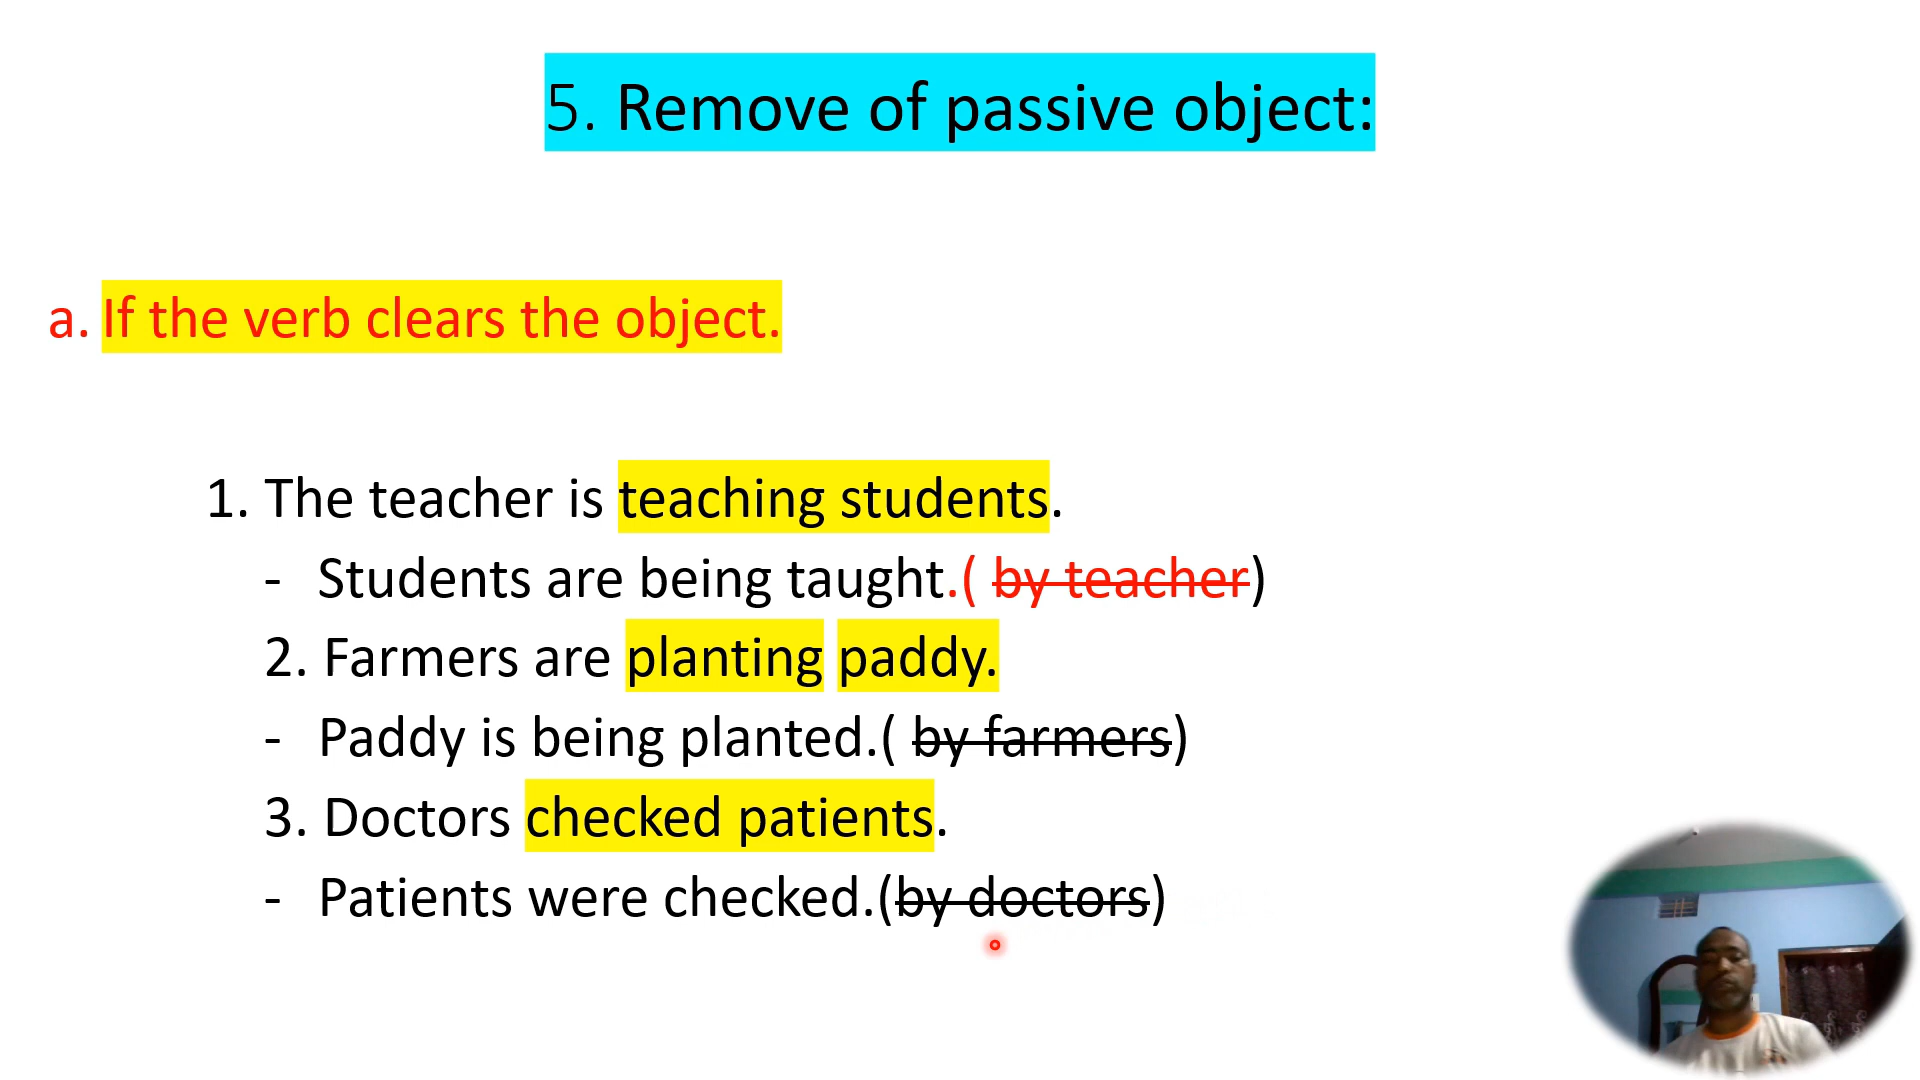 5. Remove of passive object:
a. If the verb clears the object.
1. The teacher is teaching students.
- Students are being taught.( by teacher)
2. Farmers are planting paddy.
- Paddy is being planted.( by farmers)
3. Doctors checked patients.
- Patients were checked.(by doctors)